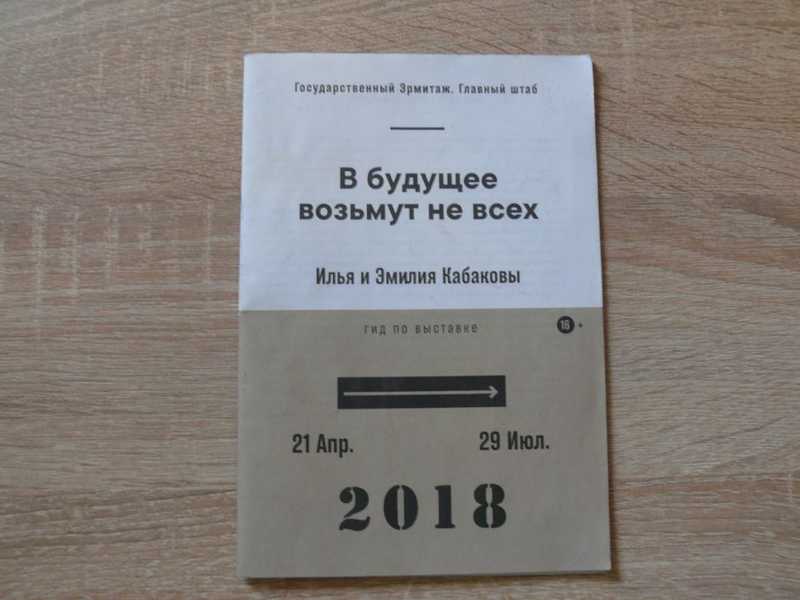 Государственный Эрмитаж. Главный штаб
В будущее
возьмут не всех
Илья и Эмилия Кабаковы
гид по выставке
16 +
21 Апр.
29 Июл.
2018